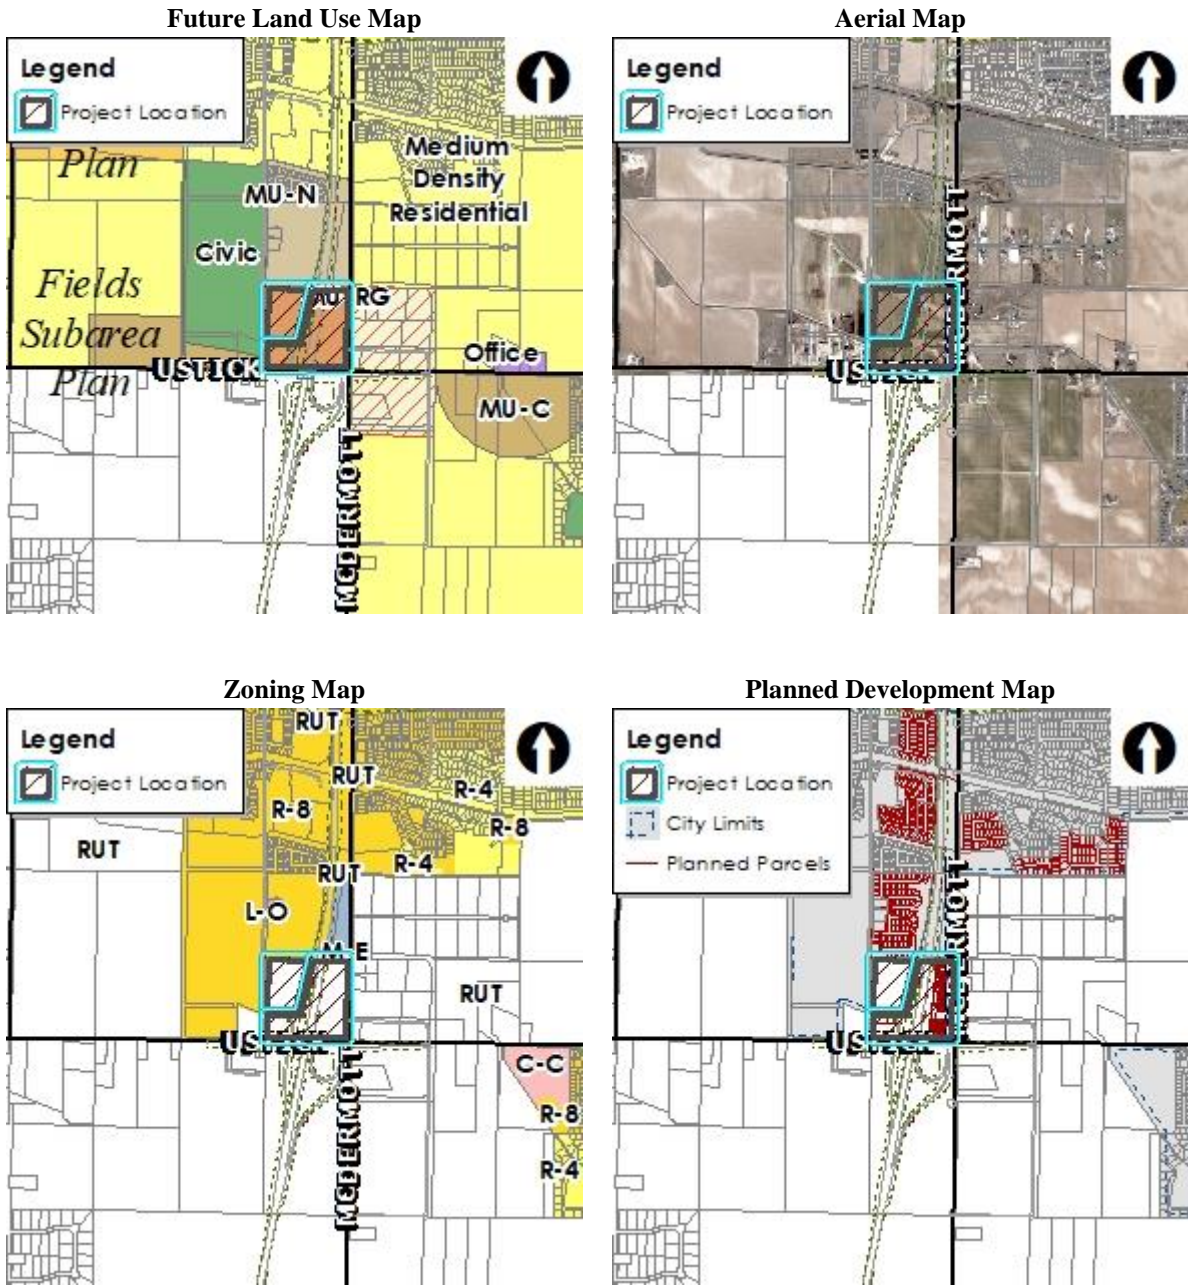 Future Land Use Map
Legend
Project Location
Plan
Medium
Density
Residential
MU-N
Civic
Fields
Subarea
Plan
RG
Office
USTICK
MU-C
MCDERMOTT
Aerial Map
Legend
Project Location
Zoning Map
Legend
Project Location
RUT
RUT
R-4
R-8
R-8
RUT
R-4
RUT
L-O
RUT
C-C
R-8
R-4
MCDERMOTT
Planned Development Map
Legend
Project Location
City Limits
Planned Parcels